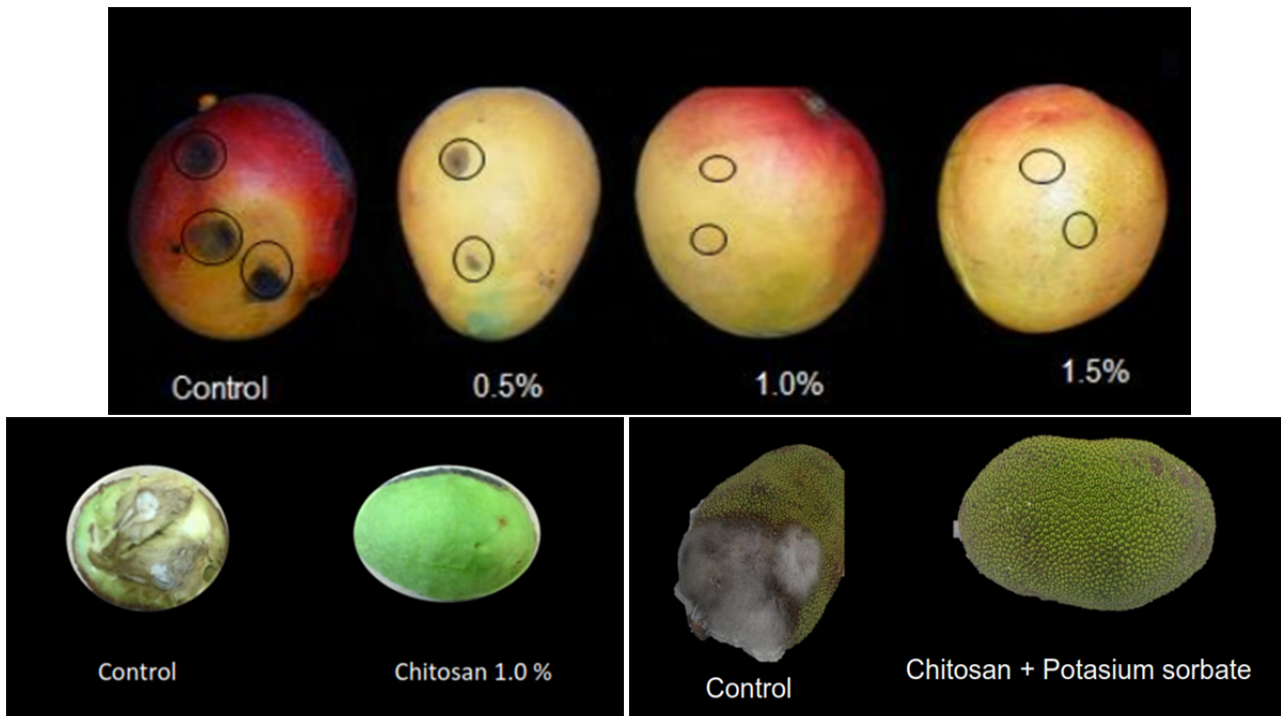 Control
0.5%
1.0%
1.5%
Control
Chitosan 1.0 %
Control
Chitosan + Potasium sorbate